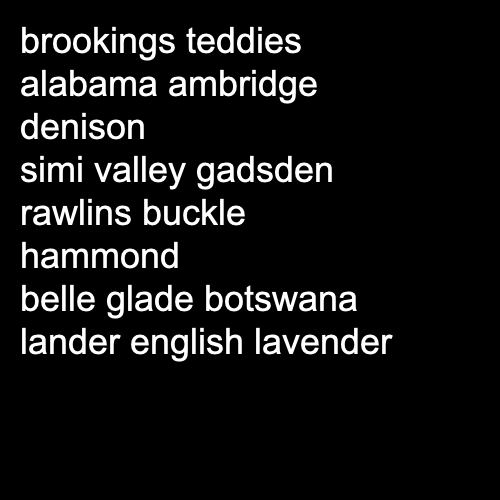 brookings teddies
alabama ambridge
denison
simi valley gadsden
rawlins buckle
hammond
belle glade botswana
lander english lavender